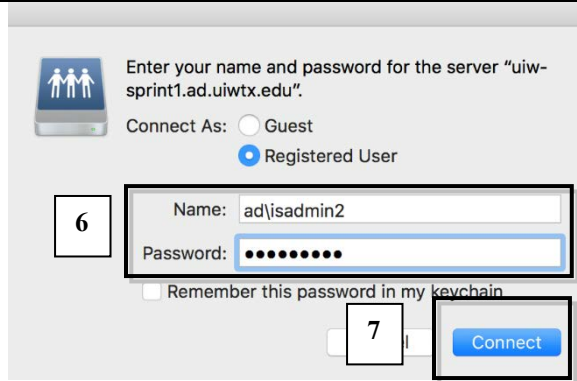 Enter your name and password for the server “uiw-
sprint1.ad.uiwtx.edu”.
Connect As: Guest
Registered User
6
Name: ad\isadmin2
Password: •••••••••
Remember this password in my keychain
7
Connect